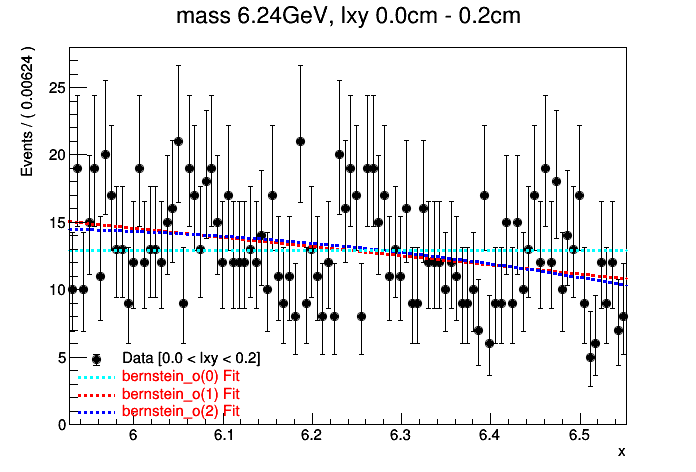 mass 6.24GeV, lxy 0.0cm - 0.2cm
Events / ( 0.00624 )
25
20
15
10
5
0
Data [0.0 < lxy < 0.2]
bernstein_o(0) Fit
bernstein_o(1) Fit
bernstein_o(2) Fit
6 6.1 6.2 6.3 6.4 6.5
x